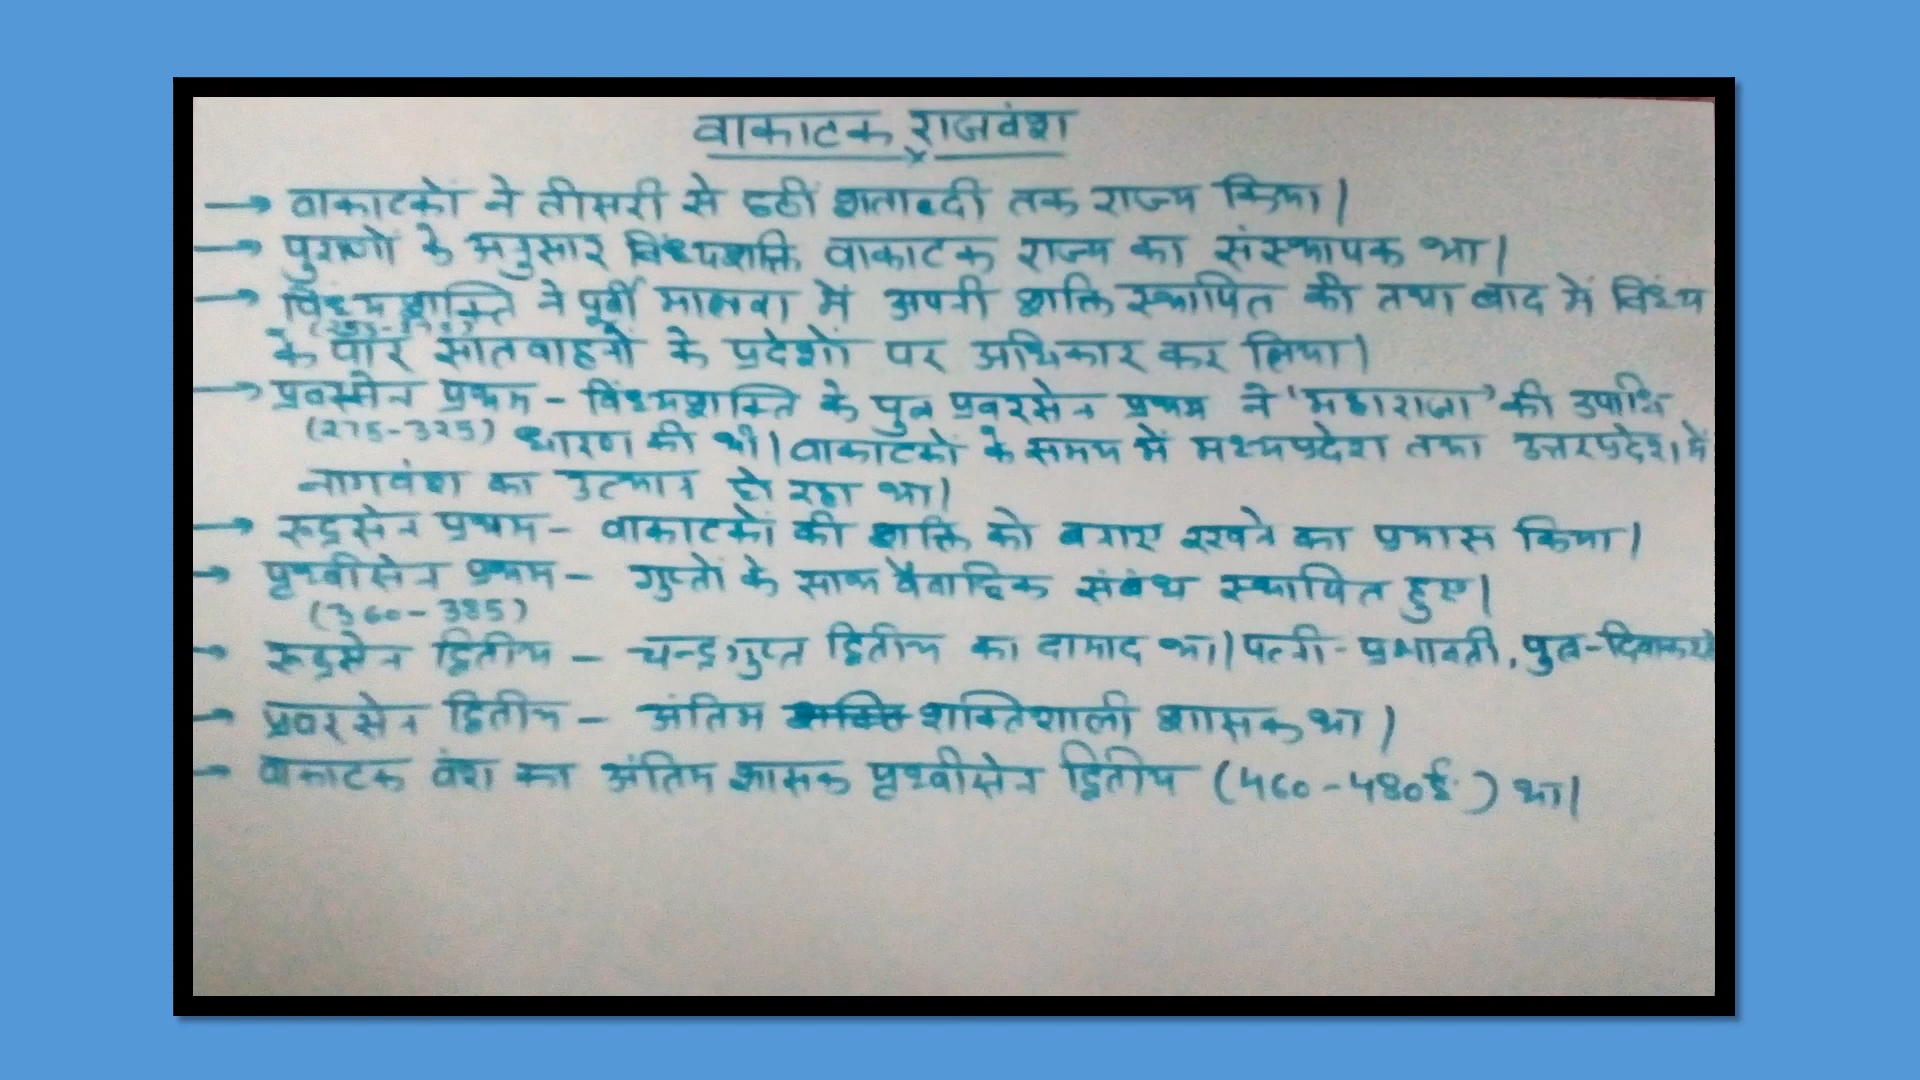 वाकाटक राजवंश
→ वाकाटकों ने तीसरी से छठी शताब्दी तक राज्य किया।
→ पुराणों के अनुसार विंध्यशक्ति वाकाटक राज्य का संस्थापक था।
→ विंध्यशक्ति ने पूर्वी मालवा में अपनी शक्ति स्थापित की तथा बाद में विंध्य
के पार सातवाहनों के प्रदेशों पर अधिकार कर लिया।
→ प्रवरसेन प्रथम – विंध्यशक्ति के पुत्र प्रवरसेन प्रथम ने 'महाराजा' की उपाधि
(275-325) धारण की थी। वाकाटकों के समय में मध्यप्रदेश तथा उत्तरप्रदेश में
नागवंश का उत्थान हो रहा था।
→ रूद्रसेन प्रथम – वाकाटकों की शक्ति को बनाए रखने का प्रयास किया।
→ पृथ्वीसेन प्रथम – गुप्तों के साथ वैवाहिक संबंध स्थापित हुए।
(360-385)
→ रूद्रसेन द्वितीय – चन्द्रगुप्त द्वितीय का दामाद था। पत्नी - प्रभावती, पुत्र-
→ प्रवरसेन द्वितीय – अंतिम शक्तिशाली शासक था।
→ वाकाटक वंश का अंतिम शासक पृथ्वीसेन द्वितीय (460-480ई.) था।